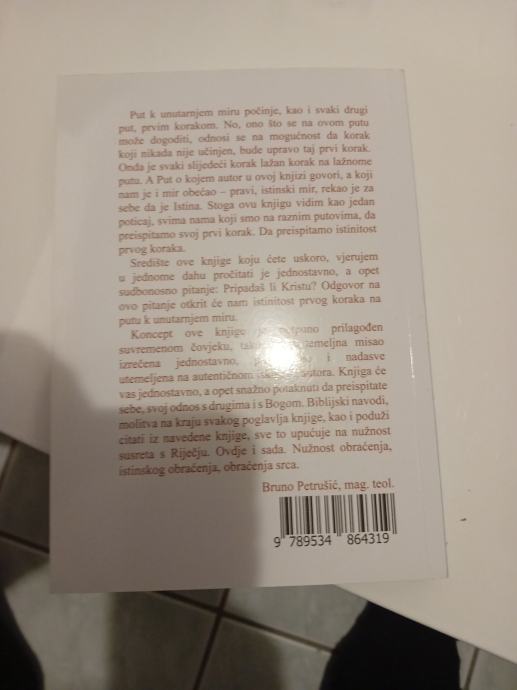 Put k unutarnjem miru počinje, kao i svaki drugi
put, prvim korakom. No, ono što se na ovom putu
može dogoditi, odnosi se na mogućnost da korak
koji nikada nije učinjen, bude upravo taj prvi korak.
Onda je svaki slijedeći korak lažan korak na lažnome
putu. A Put o kojem autor u ovoj knjizi govori, a koji
nam je i mir obećao – pravi, istinski mir, rekao je za
sebe da je Istina. Stoga ovu knjigu vidim kao jedan
poticaj, svima nama koji smo na raznim putovima, da
preispitamo svoj prvi korak. Da preispitamo istinitost
prvog koraka.
Središte ove knjige koju ćete uskoro, vjerujem
u jednome dahu pročitati je jednostavno, a opet
sudbonosno pitanje: Pripadaš li Kristu? Odgovor na
ovo pitanje otkrit će nam istinitost prvog koraka na
putu k unutarnjem miru.
Koncept ove knjige je potpuno prilagođen
suvremenom čovjeku, temeljna misao
izrečena jednostavno, i nadasve
utemeljena na autentičnom autora. Knjiga će
vas jednostavno, a opet snažno potaknuti da preispitate
sebe, svoj odnos s drugima i s Bogom. Biblijski navodi,
molitva na kraju svakog poglavlja knjige, kao i poduži
citati iz navedene knjige, sve to upućuje na nužnost
susreta s Riječju. Ovdje i sada. Nužnost obraćenja,
istinskog obraćenja, obraćenja srca.
Bruno Petrušić, mag. teol.
9 789534 864319